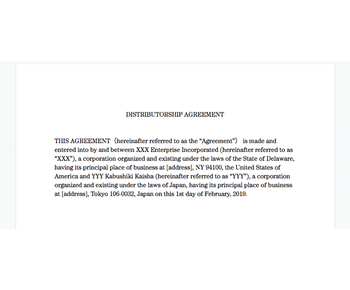 DISTRIBUTORSHIP AGREEMENT
THIS AGREEMENT (hereinafter referred to as the “Agreement”) is made and
entered into by and between XXX Enterprise Incorporated (hereinafter referred to as
“XXX”), a corporation organized and existing under the laws of the State of Delaware,
having its principal place of business at [address], NY 94100, the United States of
America and YYY Kabushiki Kaisha (hereinafter referred to as “YYY”), a corporation
organized and existing under the laws of Japan, having its principal place of business
at [address], Tokyo 106-0032, Japan on this 1st day of February, 2019.